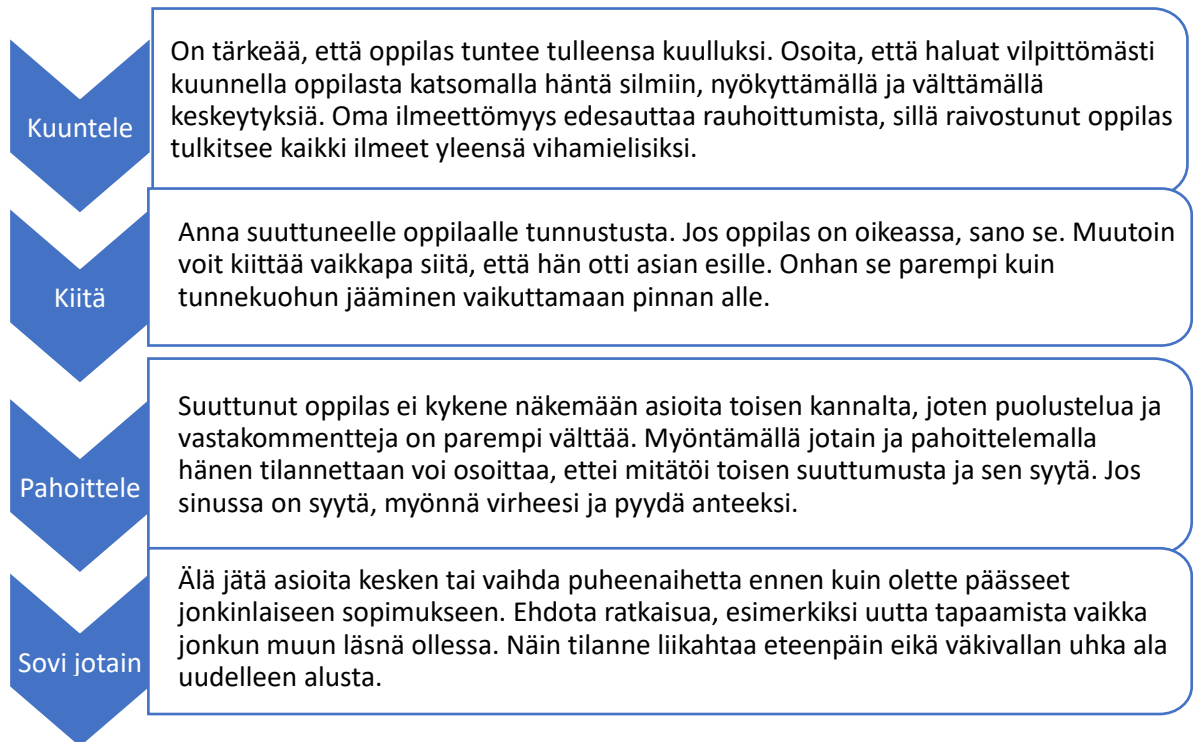 Kuuntele
On tärkeää, että oppilas tuntee tulleensa kuulluksi. Osoita, että haluat vilpittömästi
kuunnella oppilasta katsomalla häntä silmiin, nyökyttämällä ja välttämällä
keskeytyksiä. Oma ilmeettömyys edesauttaa rauhoittumista, sillä raivostunut oppilas
tulkitsee kaikki ilmeet yleensä vihamielisiksi.
Kiitä
Anna suuttuneelle oppilaalle tunnustusta. Jos oppilas on oikeassa, sano se. Muutoin
voit kiittää vaikkapa siitä, että hän otti asian esille. Onhan se parempi kuin
tunnekuohun jääminen vaikuttamaan pinnan alle.
Pahoittele
Suuttunut oppilas ei kykene näkemään asioita toisen kannalta, joten puolustelua ja
vastakommentteja on parempi välttää. Myöntämällä jotain ja pahoittelemalla
hänen tilannettaan voi osoittaa, ettei mitätöi toisen suuttumusta ja sen syytä. Jos
sinussa on syytä, myönnä virheesi ja pyydä anteeksi.
Sovi jotain
Älä jätä asioita kesken tai vaihda puheenaihetta ennen kuin olette päässeet
jonkinlaiseen sopimukseen. Ehdota ratkaisua, esimerkiksi uutta tapaamista vaikka
jonkun muun läsnä ollessa. Näin tilanne liikahtaa eteenpäin eikä väkivallan uhka ala
uudelleen alusta.